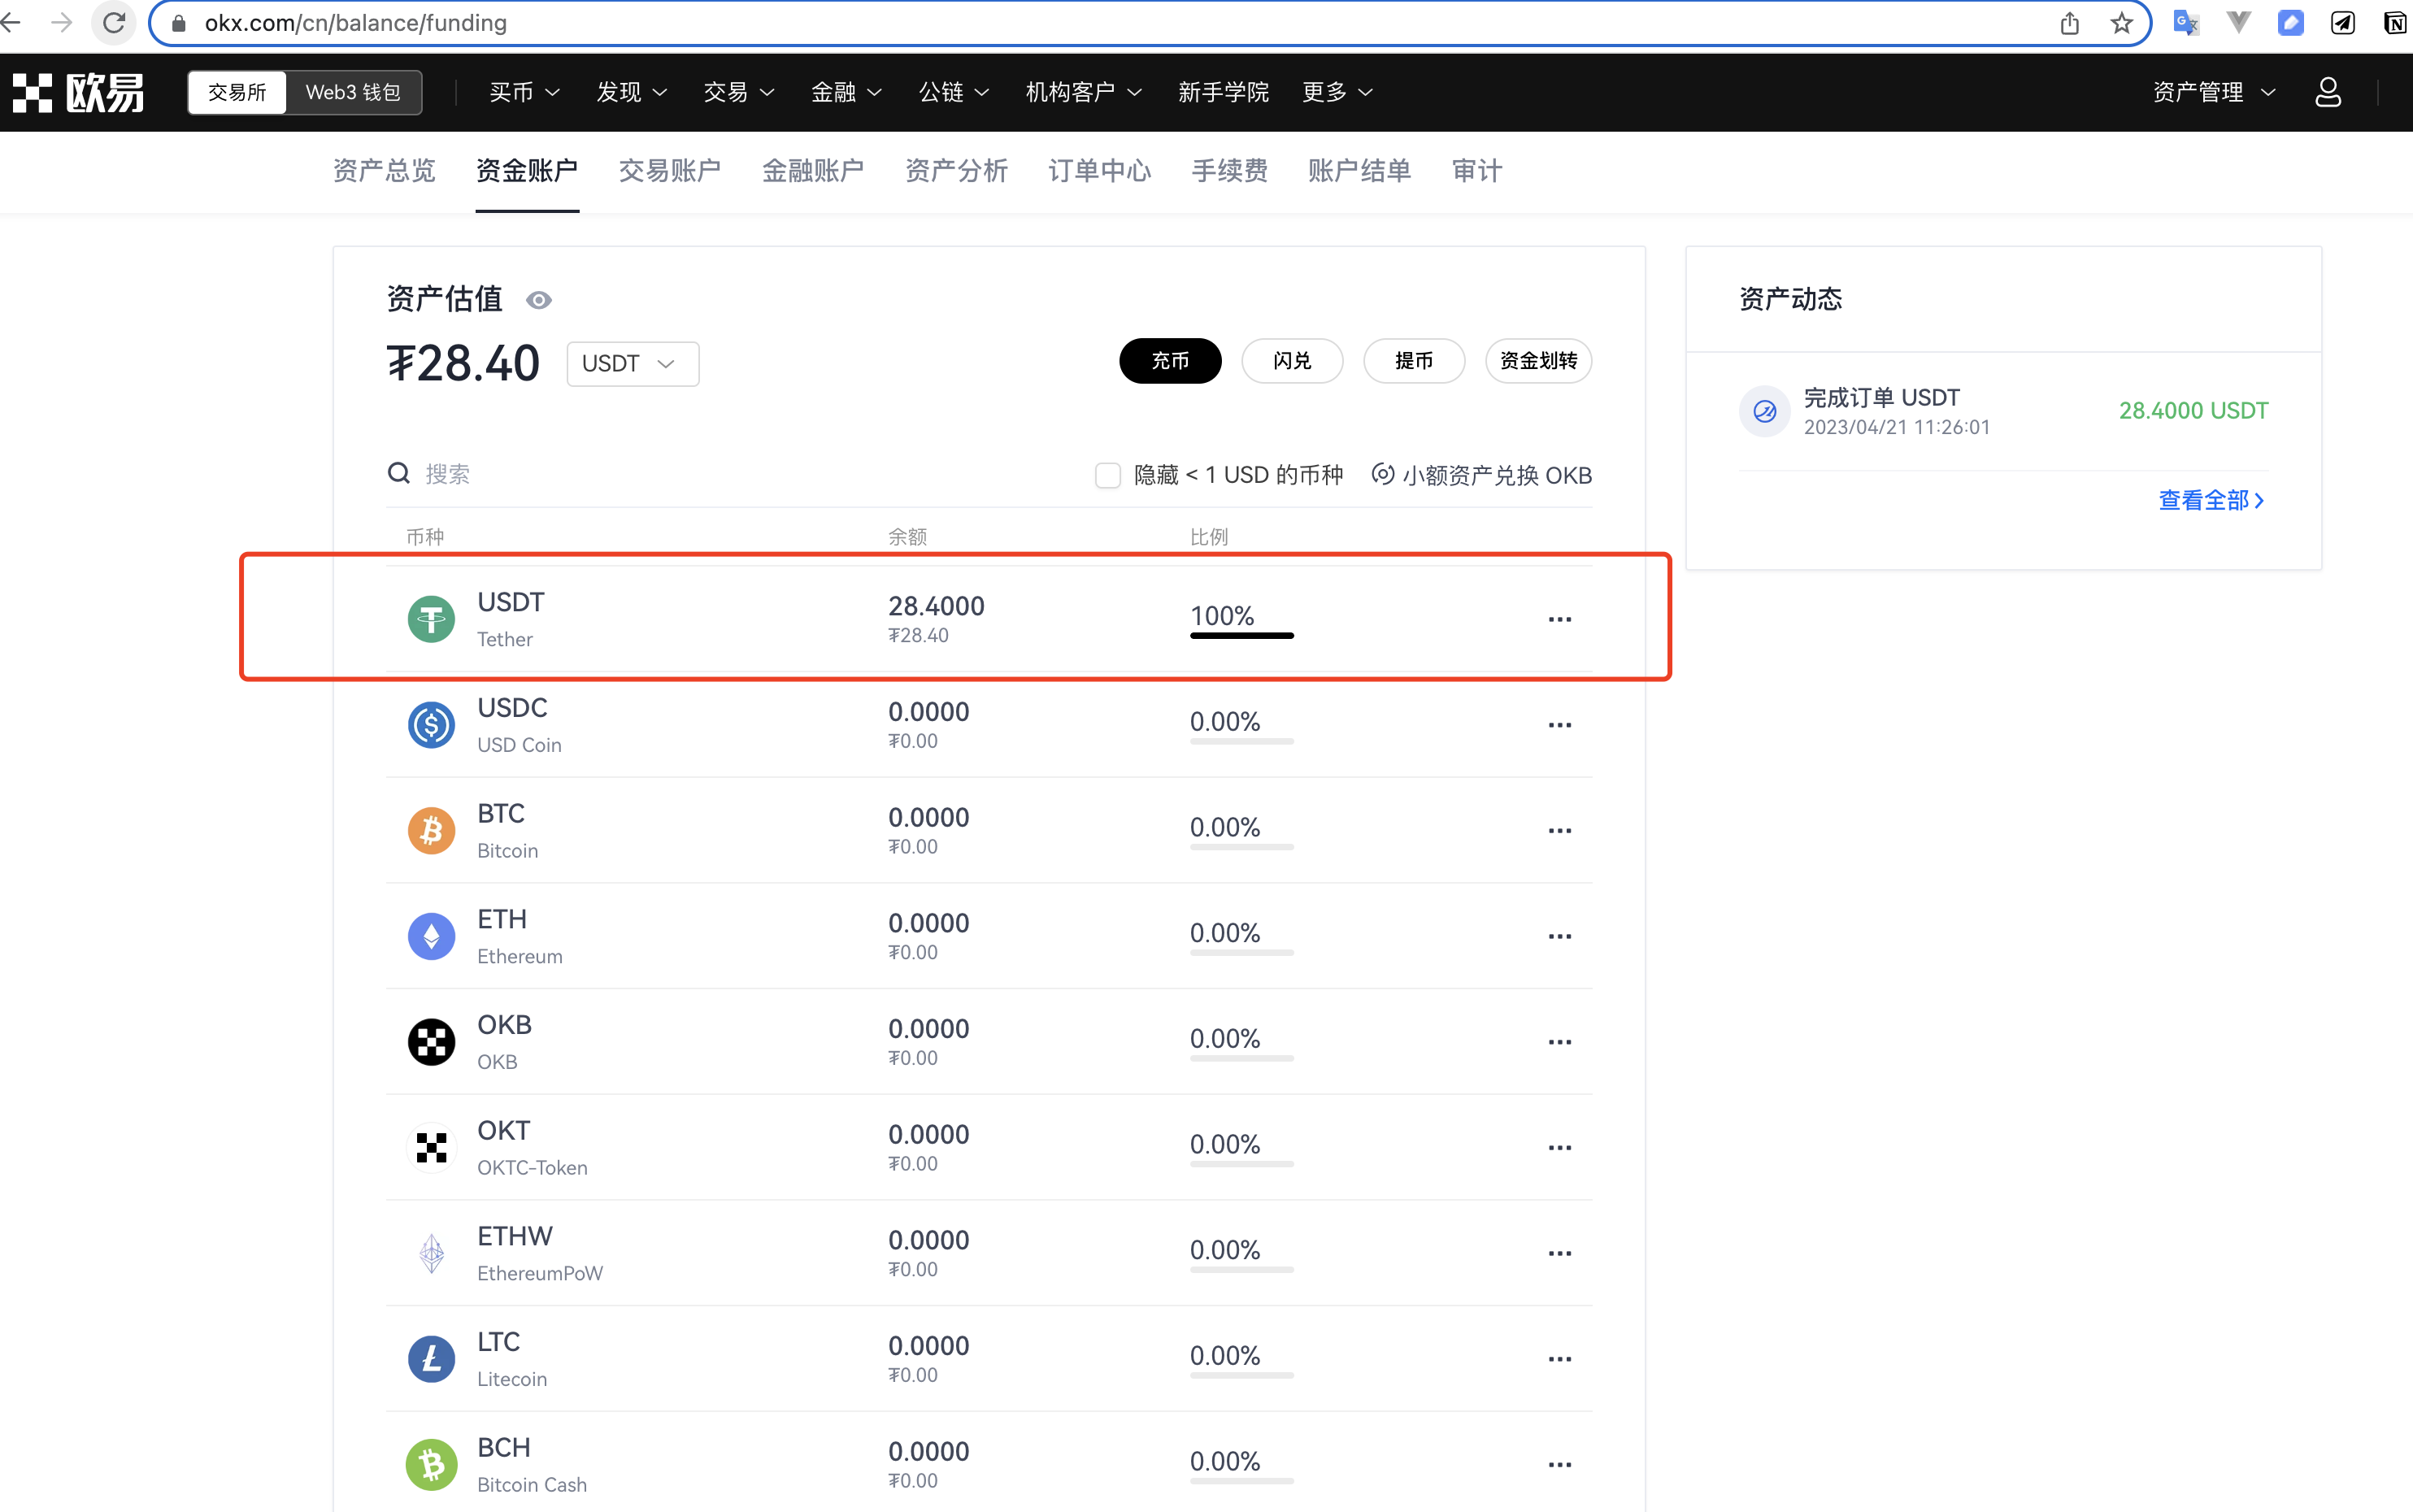 okx.com/cn/balance/funding
欧易 交易所 Web3 钱包 买币 发现 交易 金融 公链 机构客户 新手学院 更多 资产管理
资产总览 资金账户 交易账户 金融账户 资产分析 订单中心 手续费 账户结单 审计
资产估值
₮28.40 USDT 充币 闪兑 提币 资金划转
搜索 隐藏 < 1 USD 的币种 小额资产兑换 OKB
币种 余额 比例
USDT 28.4000 100%
Tether ₮28.40
USDC 0.0000 0.00%
USD Coin ₮0.00
BTC 0.0000 0.00%
Bitcoin ₮0.00
ETH 0.0000 0.00%
Ethereum ₮0.00
OKB 0.0000 0.00%
OKB ₮0.00
OKT 0.0000 0.00%
OKTC-Token ₮0.00
ETHW 0.0000 0.00%
EthereumPoW ₮0.00
LTC 0.0000 0.00%
Litecoin ₮0.00
BCH 0.0000 0.00%
Bitcoin Cash ₮0.00
资产动态
完成订单 USDT 28.4000 USDT
2023/04/21 11:26:01
查看全部